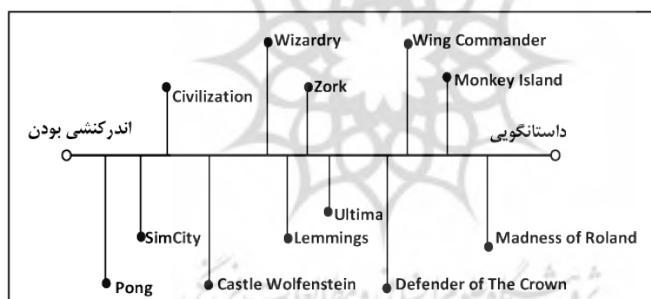 Wizardry
Wing Commander
Zork
Monkey Island
Civilization
اندرکنشی بودن
داستانگویی
Ultima
SimCity
Lemmings
Madness of Roland
Pong
Castle Wolfenstein
Defender of The Crown